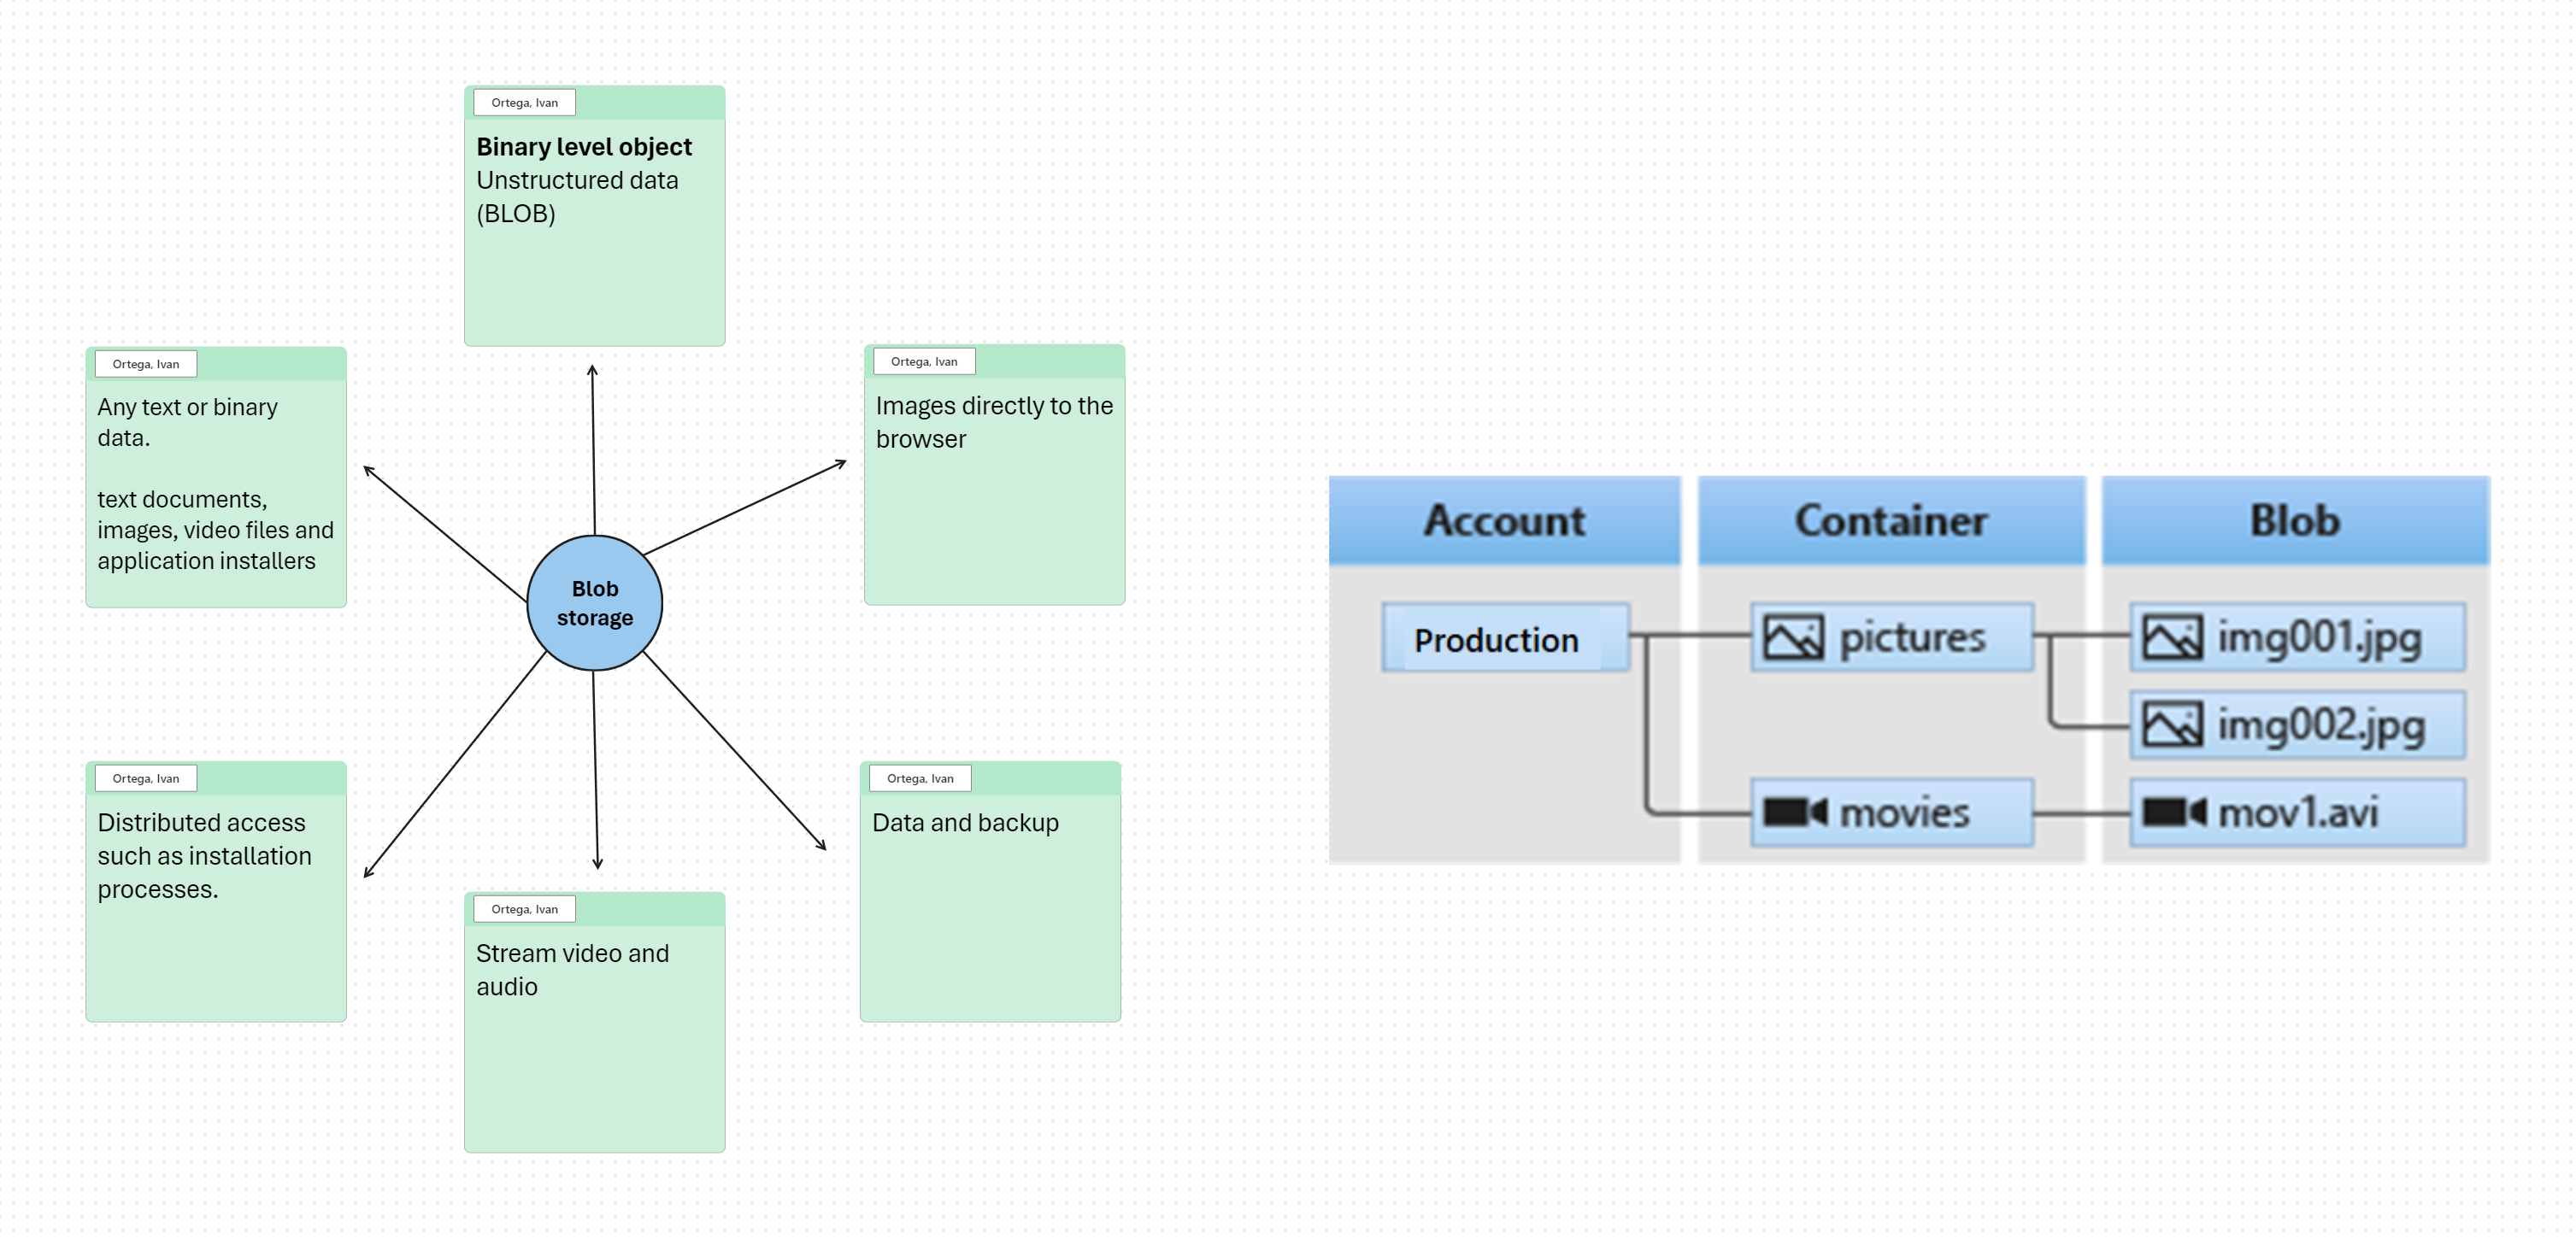 Ortega, Ivan
Binary level object
Unstructured data
(BLOB)
Ortega, Ivan
Any text or binary
data.
text documents,
images, video files and
application installers
Ortega, Ivan
Images directly to the
browser
Blob
storage
Ortega, Ivan
Distributed access
such as installation
processes.
Ortega, Ivan
Stream video and
audio
Ortega, Ivan
Data and backup
Account
Container
Blob
Production
pictures
img001.jpg
img002.jpg
movies
mov1.avi